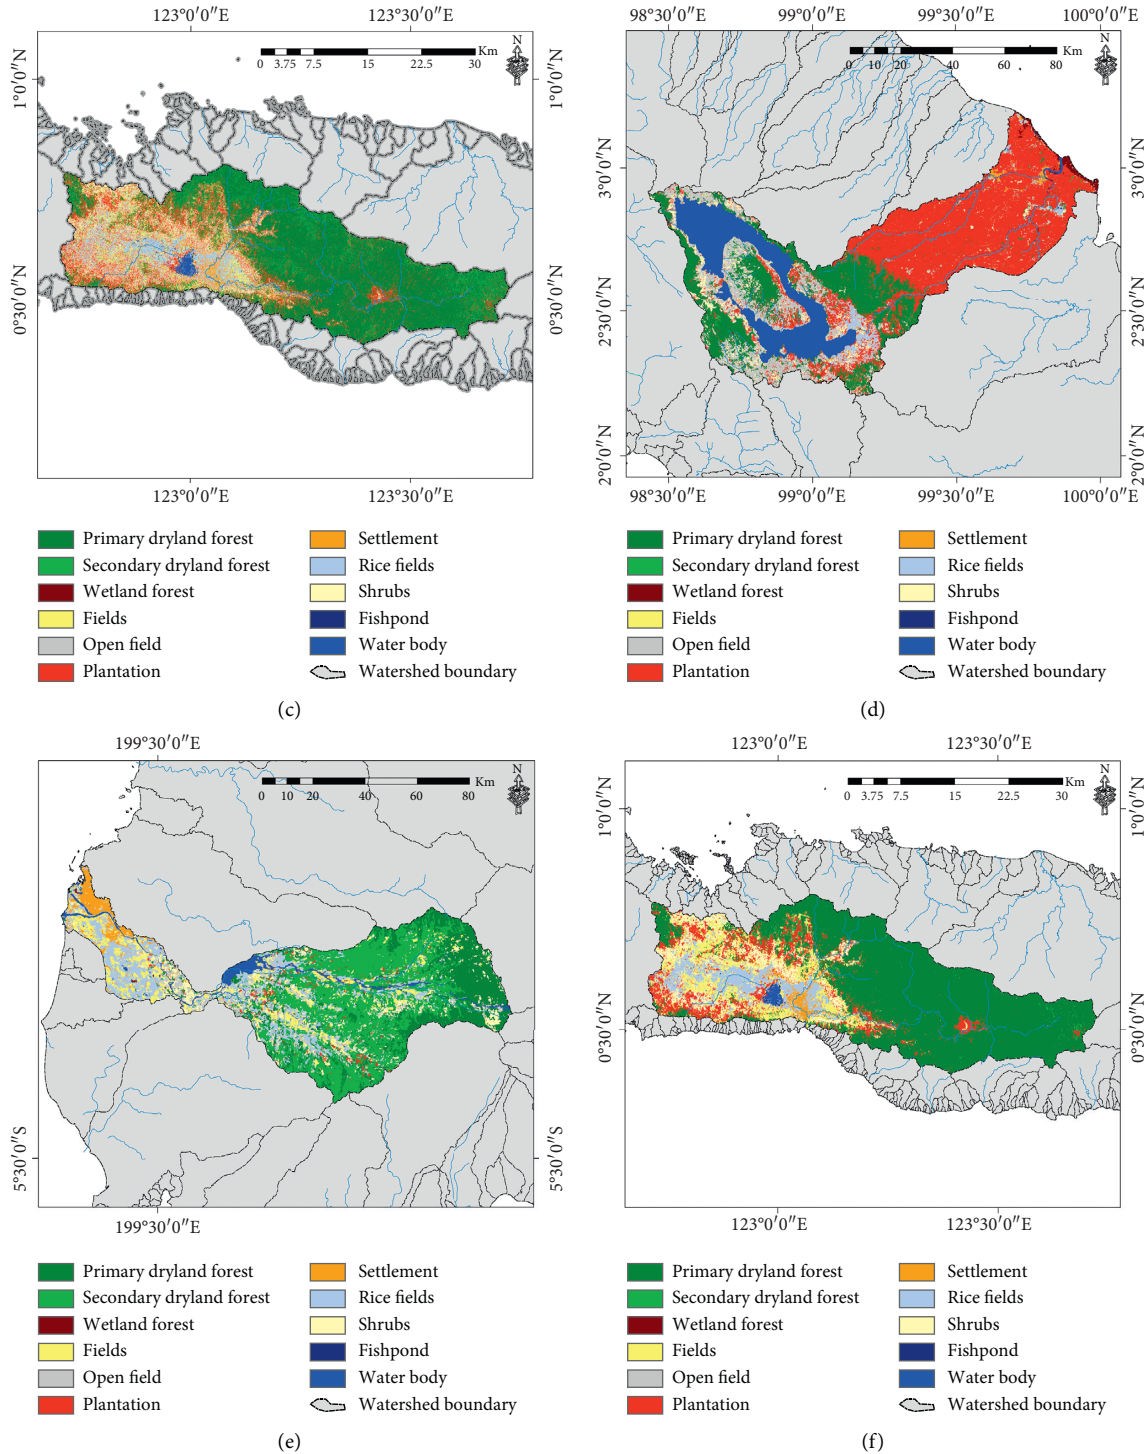 123°0′0″E 123°30′0″E
N
Km
0 3.75 7.5 15 22.5 30
1°0′0″N 1°0′0″N
0°30′0″N 0°30′0″N
123°0′0″E 123°30′0″E
Primary dryland forest
Secondary dryland forest
Wetland forest
Fields
Open field
Plantation
Settlement
Rice fields
Shrubs
Fishpond
Water body
Watershed boundary
(c)
98°30′0″E 99°0′0″E 99°30′0″E 100°0′0″E
N
Km
0 10 20 40 60 80
3°0′0″N 3°0′0″N
2°30′0″N 2°30′0″N
2°0′0″N 2°0′0″N
98°30′0″E 99°0′0″E 99°30′0″E 100°0′0″E
Primary dryland forest
Secondary dryland forest
Wetland forest
Fields
Open field
Plantation
Settlement
Rice fields
Shrubs
Fishpond
Water body
Watershed boundary
(d)
199°30′0″E
N
Km
0 10 20 40 60 80
5°30′0″S 5°30′0″S
199°30′0″E
Primary dryland forest
Secondary dryland forest
Wetland forest
Fields
Open field
Plantation
Settlement
Rice fields
Shrubs
Fishpond
Water body
Watershed boundary
(e)
123°0′0″E 123°30′0″E
N
Km
0 3.75 7.5 15 22.5 30
1°0′0″N 1°0′0″N
0°30′0″N 0°30′0″N
123°0′0″E 123°30′0″E
Primary dryland forest
Secondary dryland forest
Wetland forest
Fields
Open field
Plantation
Settlement
Rice fields
Shrubs
Fishpond
Water body
Watershed boundary
(f)